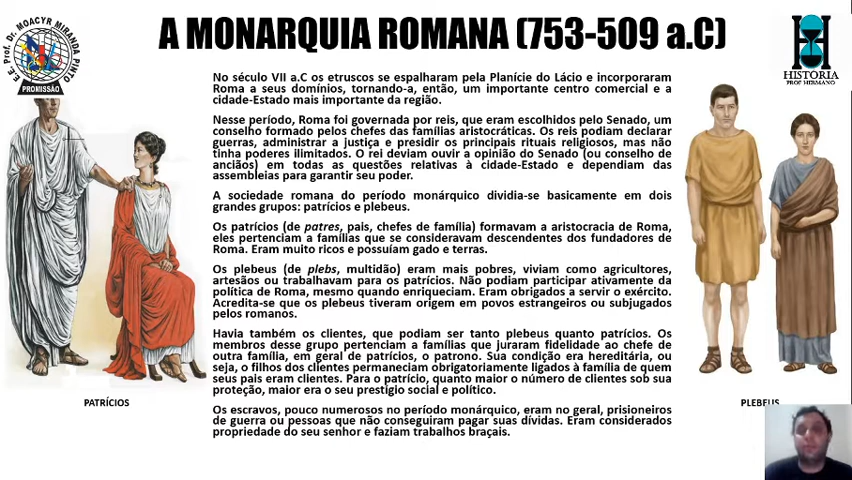 A MONARQUIA ROMANA (753-509 a.C)
E.E. Prof. Dr. MOACYR MIRANDA PINTO
PROMISSÃO
HISTORIA
PROF HERMANO
No século VII a.C os etruscos se espalharam pela Planície do Lácio e incorporaram
Roma a seus domínios, tornando-a, então, um importante centro comercial e a
cidade-Estado mais importante da região.
Nesse período, Roma foi governada por reis, que eram escolhidos pelo Senado, um
conselho formado pelos chefes das famílias aristocráticas. Os reis podiam declarar
guerras, administrar a justiça e presidir os principais rituais religiosos, mas não
tinha poderes ilimitados. O rei deviam ouvir a opinião do Senado (ou conselho de
anciãos) em todas as questões relativas à cidade-Estado e dependiam das
assembleias para garantir seu poder.
A sociedade romana do período monárquico dividia-se basicamente em dois
grandes grupos: patrícios e plebeus.
Os patrícios (de patres, pais, chefes de família) formavam a aristocracia de Roma,
eles pertenciam a famílias que se consideravam descendentes dos fundadores de
Roma. Eram muito ricos e possuíam gado e terras.
Os plebeus (de plebs, multidão) eram mais pobres, viviam como agricultores,
artesãos ou trabalhavam para os patrícios. Não podiam participar ativamente da
política de Roma, mesmo quando enriqueciam. Eram obrigados a servir o exército.
Acredita-se que os plebeus tiveram origem em povos estrangeiros ou subjugados
pelos romanos.
Havia também os clientes, que podiam ser tanto plebeus quanto patrícios. Os
membros desse grupo pertenciam a famílias que juraram fidelidade ao chefe de
outra família, em geral de patrícios, o patrono. Sua condição era hereditária, ou
seja, o filhos dos clientes permaneciam obrigatoriamente ligados à família de quem
seus pais eram clientes. Para o patrício, quanto maior o número de clientes sob sua
proteção, maior era o seu prestigio social e político.
Os escravos, pouco numerosos no período monárquico, eram no geral, prisioneiros
de guerra ou pessoas que não conseguiram pagar suas dívidas. Eram considerados
propriedade do seu senhor e faziam trabalhos braçais.
PATRÍCIOS
PLEBEUS